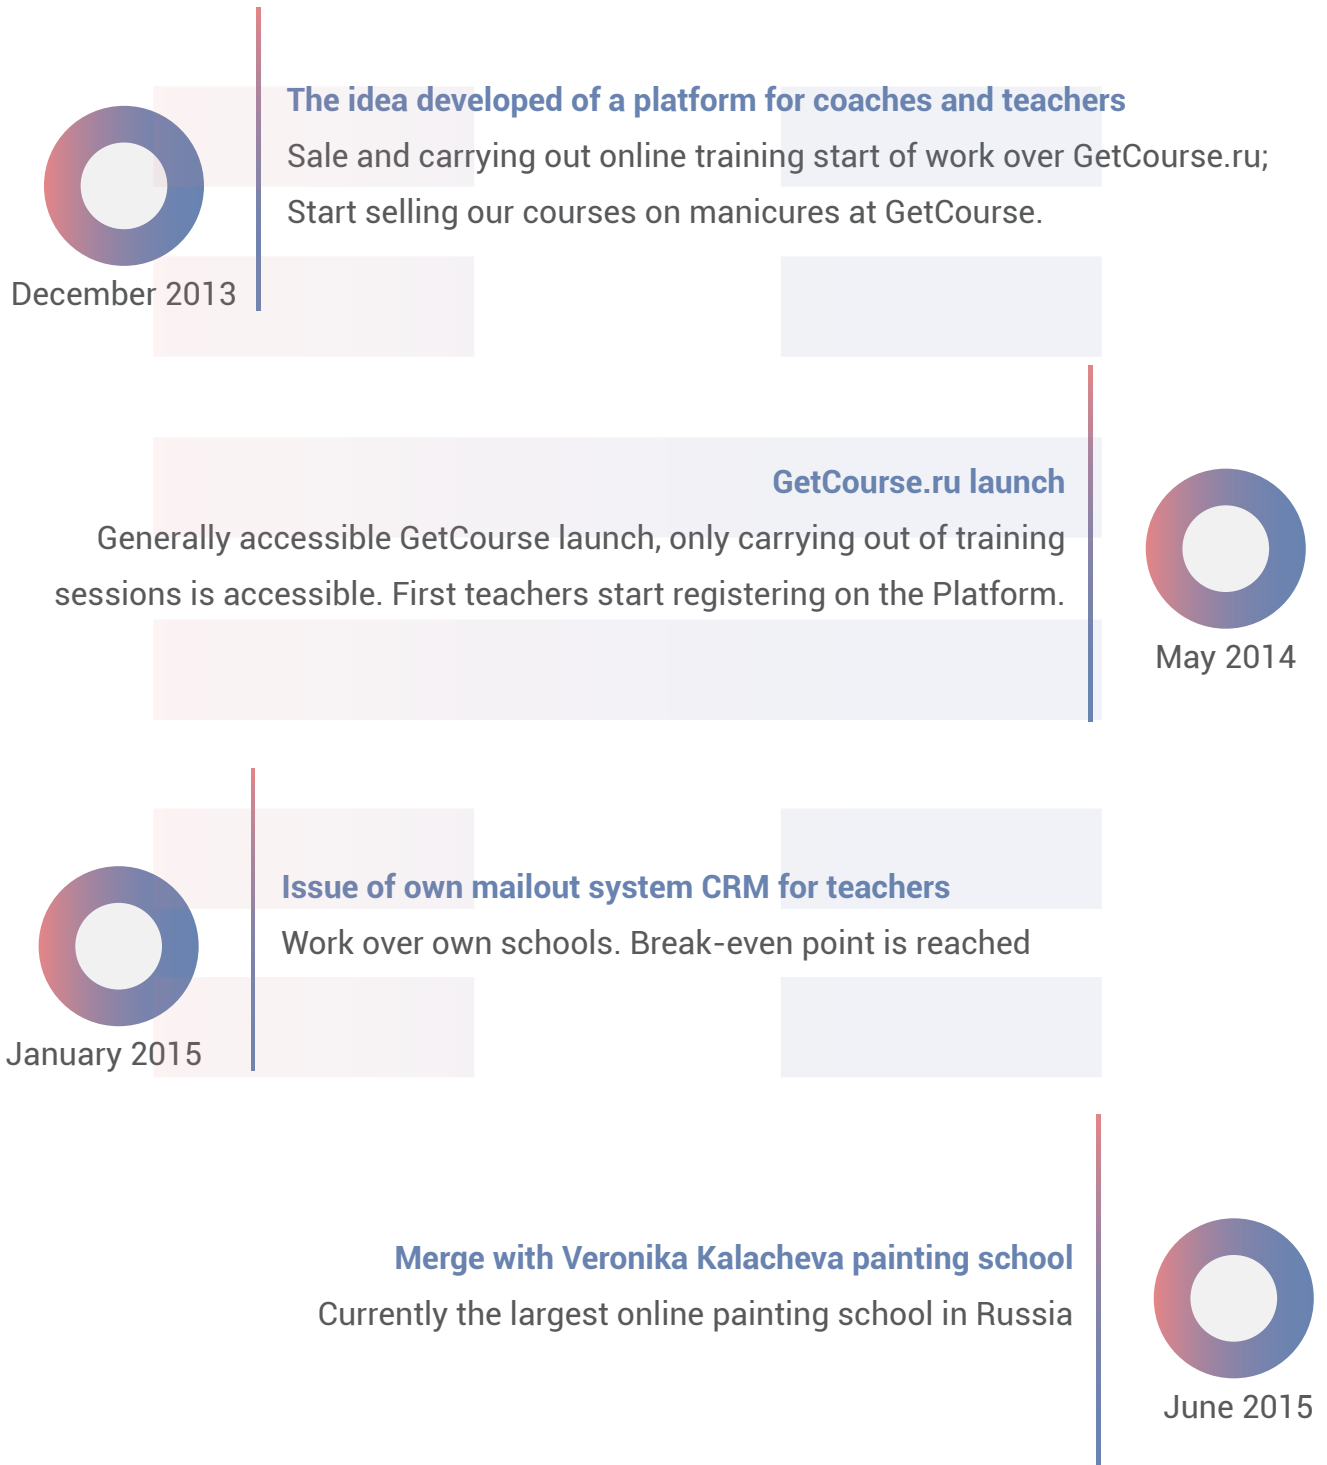 The idea developed of a platform for coaches and teachers
Sale and carrying out online training start of work over GetCourse.ru;
Start selling our courses on manicures at GetCourse.
December 2013
GetCourse.ru launch
Generally accessible GetCourse launch, only carrying out of training
sessions is accessible. First teachers start registering on the Platform.
May 2014
Issue of own mailout system CRM for teachers
Work over own schools. Break-even point is reached
January 2015
Merge with Veronika Kalacheva painting school
Currently the largest online painting school in Russia
June 2015